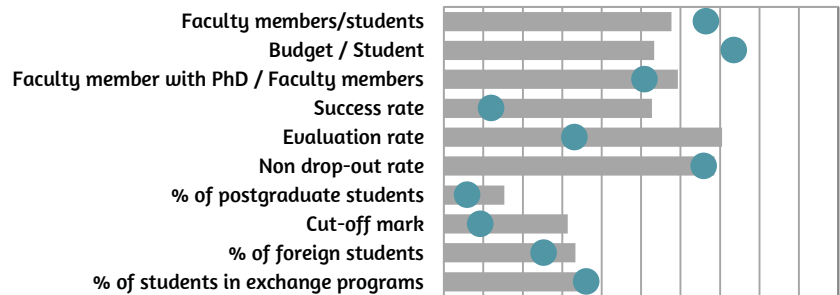 Faculty members/students
Budget / Student
Faculty member with PhD / Faculty members
Success rate
Evaluation rate
Non drop-out rate
% of postgraduate students
Cut-off mark
% of foreign students
% of students in exchange programs